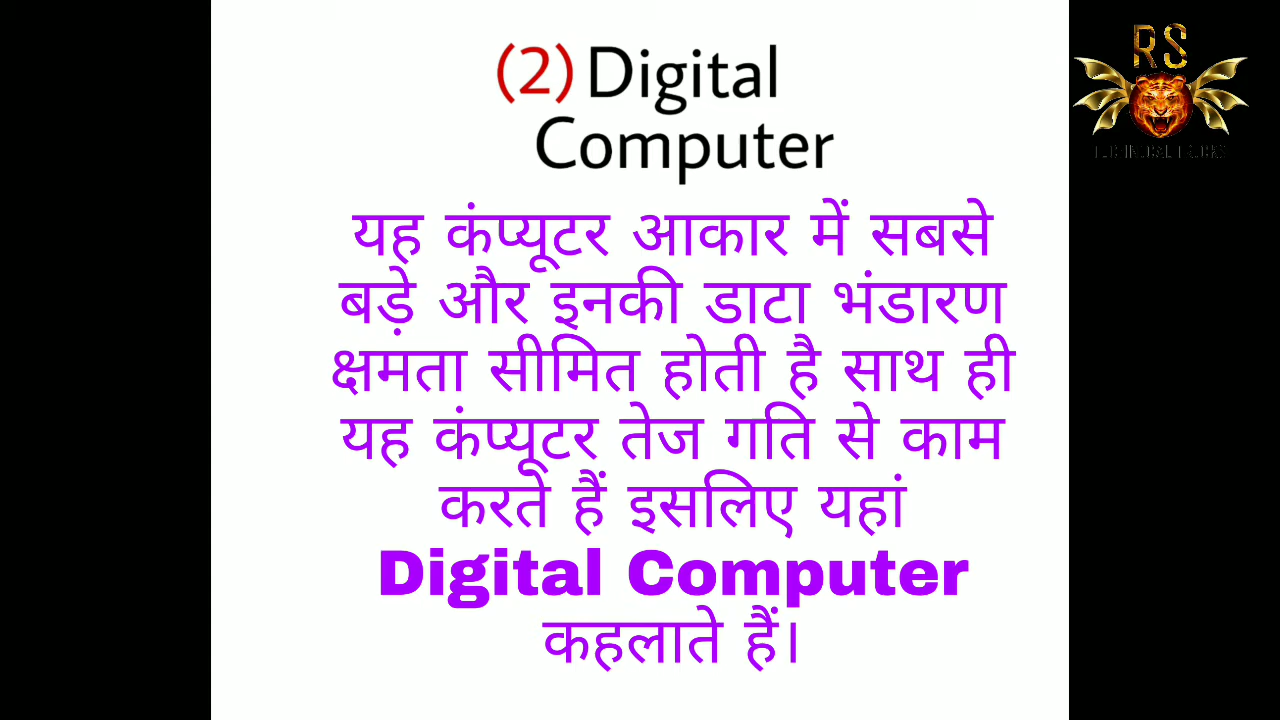 (2) Digital
Computer
यह कंप्यूटर आकार में सबसे
बड़े और इनकी डाटा भंडारण
क्षमता सीमित होती है साथ ही
यह कंप्यूटर तेज गति से काम
करते हैं इसलिए यहां
Digital Computer
कहलाते हैं।
RS